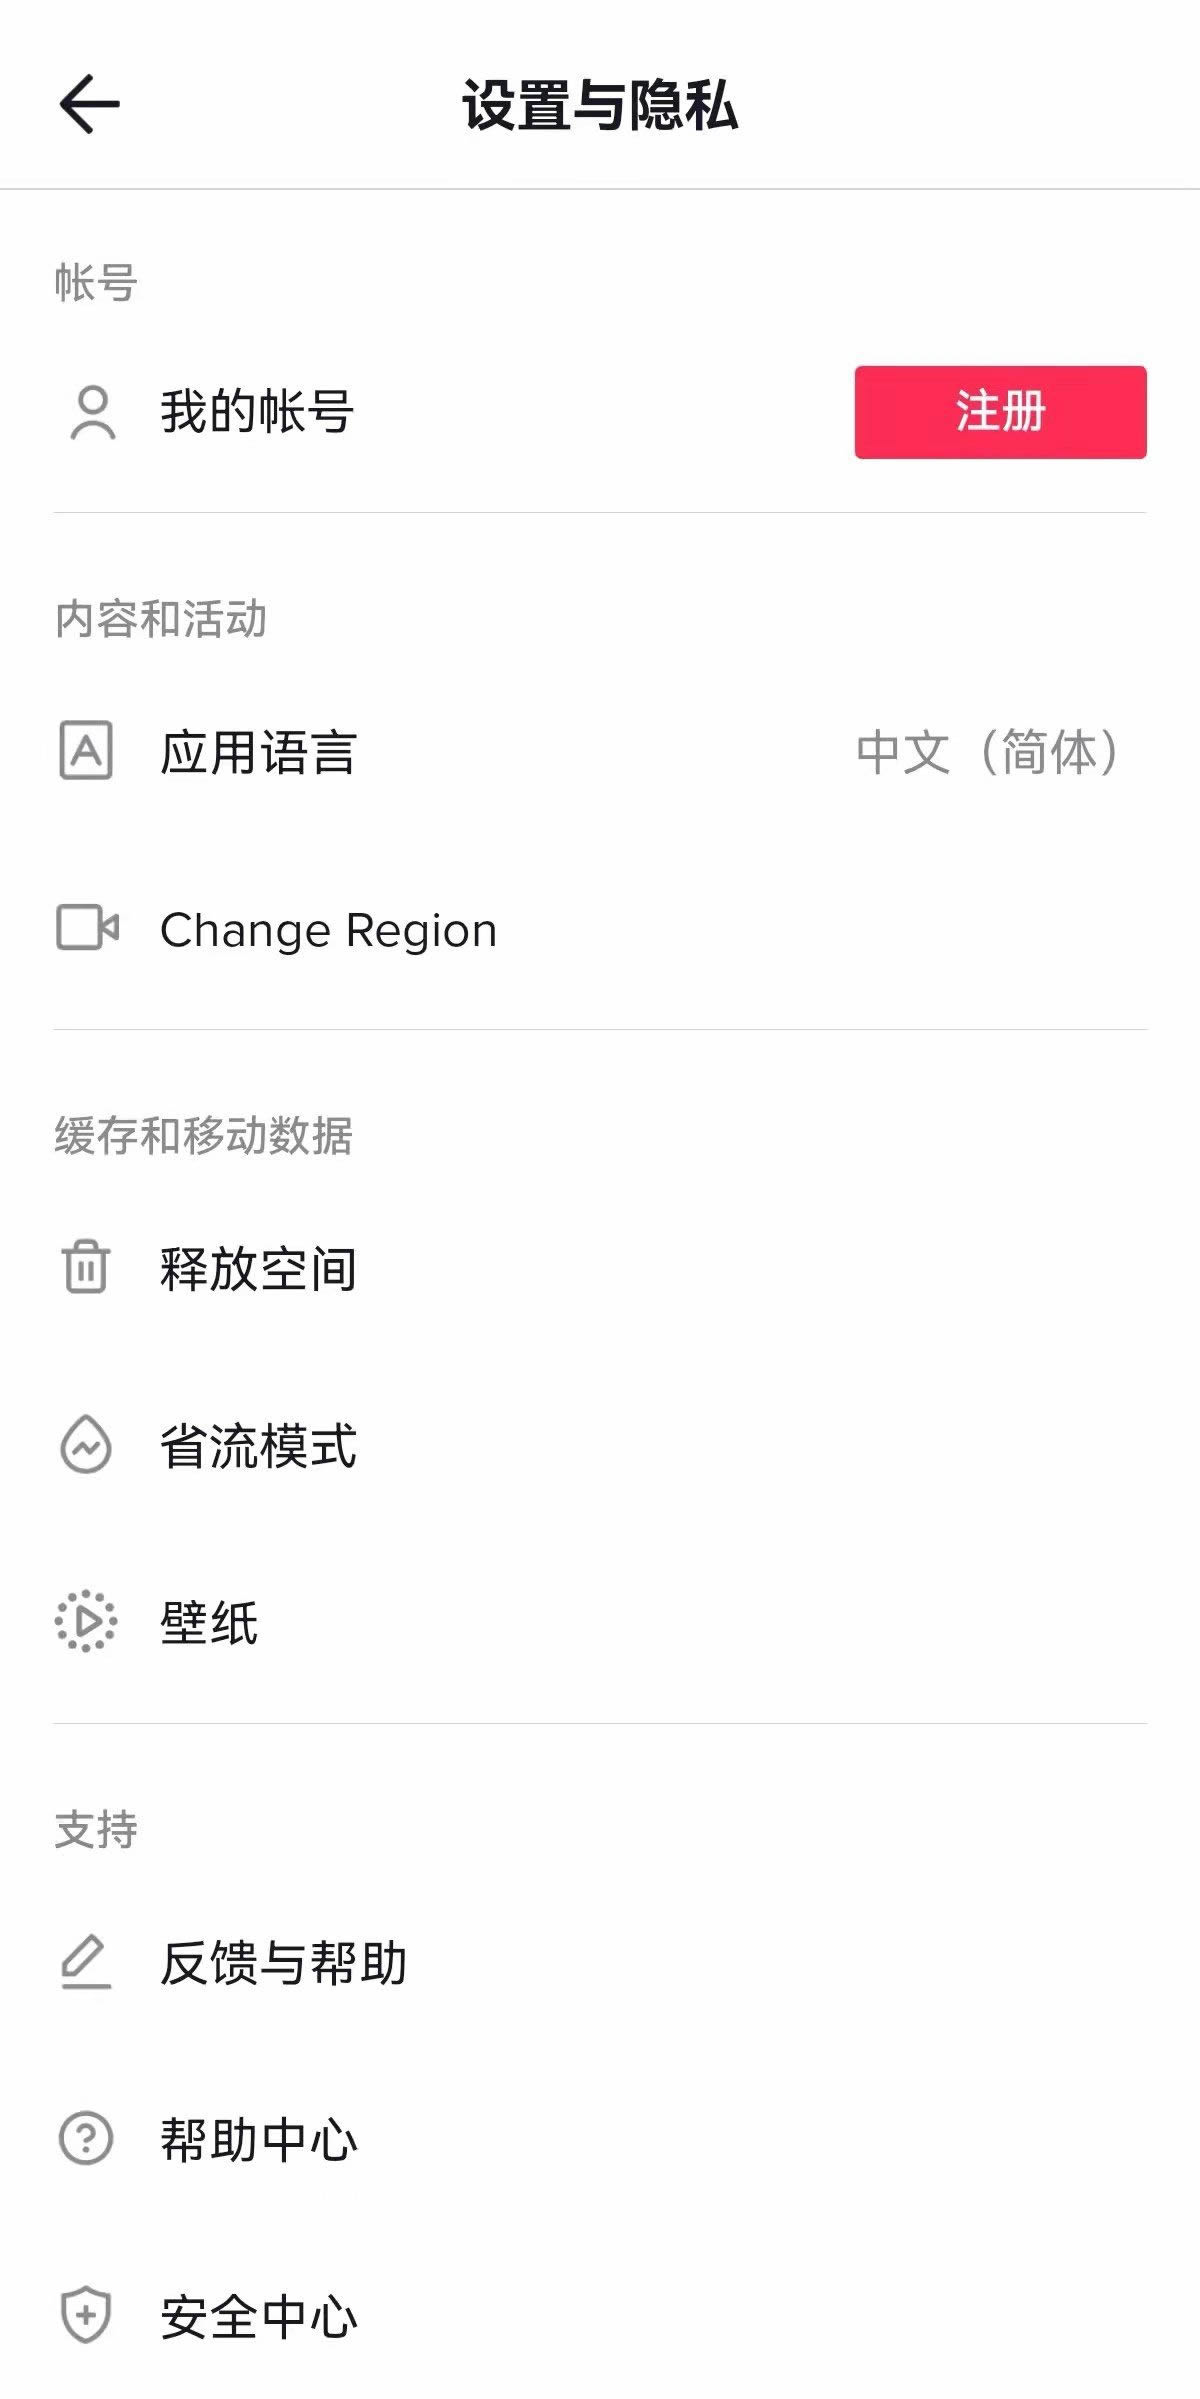 设置与隐私
帐号
我的帐号
注册
内容和活动
应用语言
中文（简体）
Change Region
缓存和移动数据
释放空间
省流模式
壁纸
支持
反馈与帮助
帮助中心
安全中心